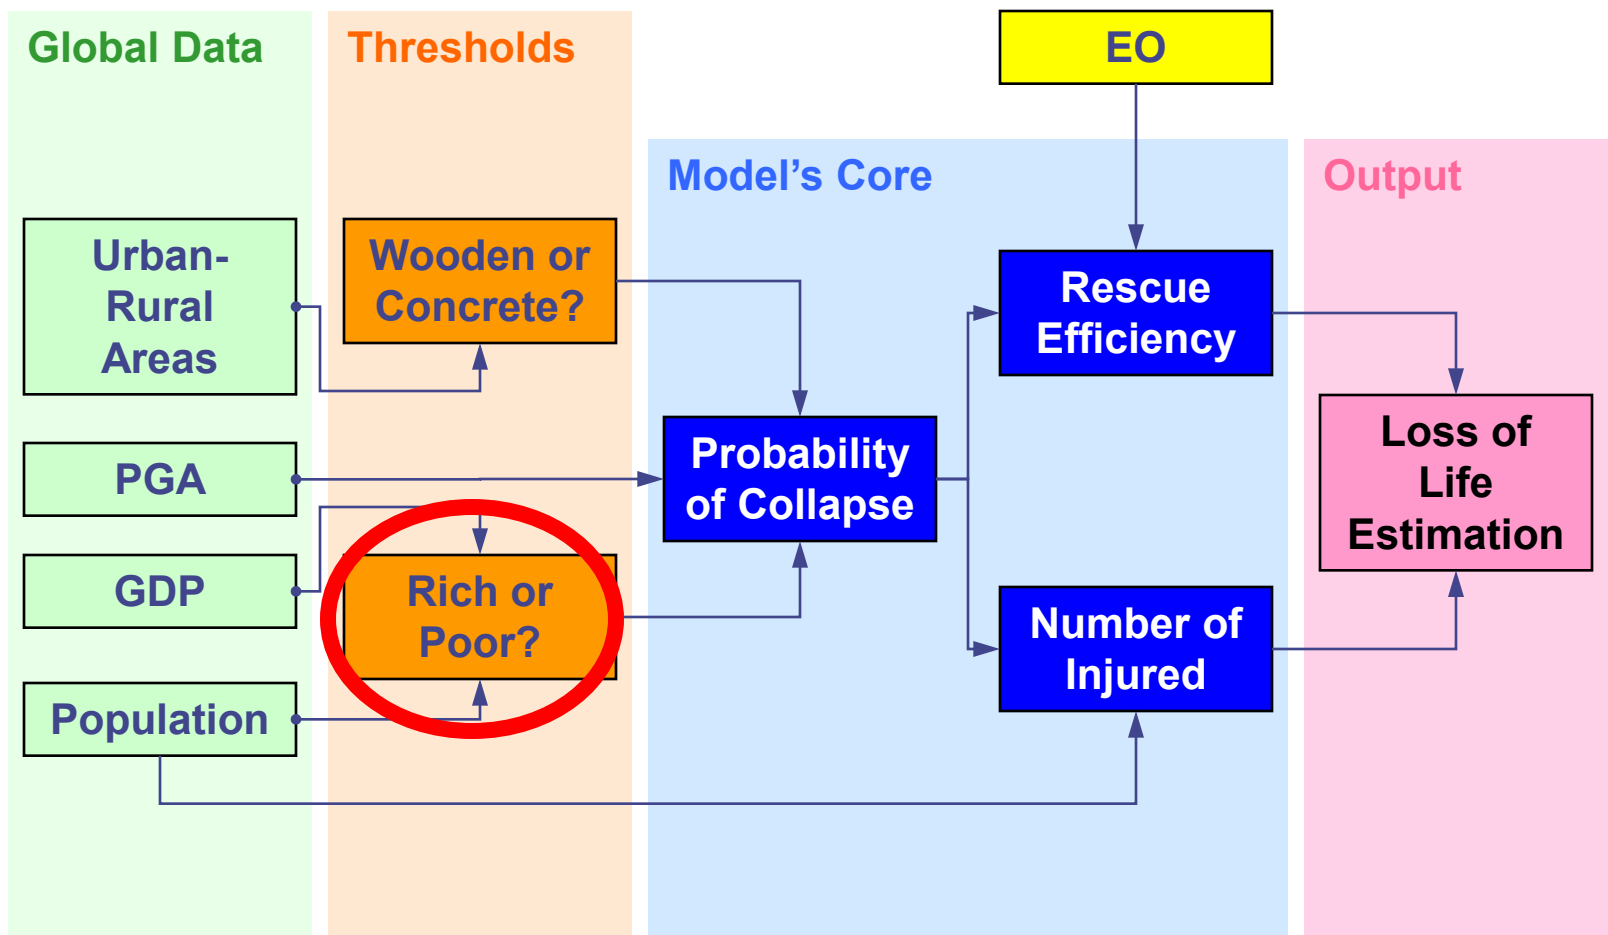 Global Data
Thresholds
EO
Model’s Core
Output
Urban-
Rural
Areas
Wooden or
Concrete?
Rescue
Efficiency
PGA
Probability
of Collapse
Loss of
Life
Estimation
GDP
Rich or
Poor?
Number of
Injured
Population